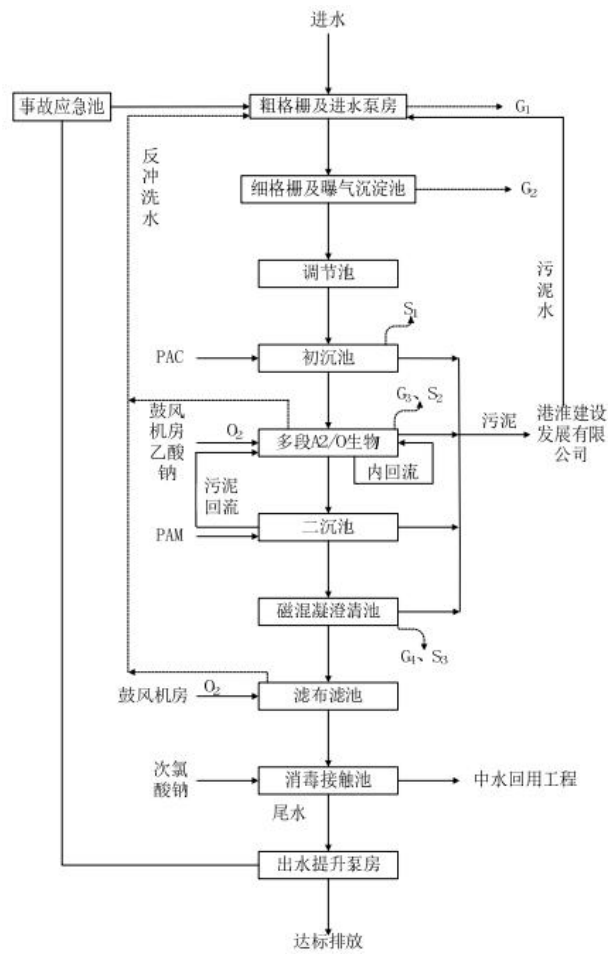 进水
事故应急池
粗格栅及进水泵房
G1
反
冲
洗
水
细格栅及曝气沉淀池
G2
调节池
污
泥
水
S1
PAC
初沉池
G3、S2
鼓风
机房
乙酸
钠
O2
多段A2/O生物
污泥
港淮建设
发展有限
公司
内回流
污泥
回流
PAM
二沉池
磁混凝澄清池
G4、S3
鼓风机房
O2
滤布滤池
次氯
酸钠
消毒接触池
中水回用工程
尾水
出水提升泵房
达标排放